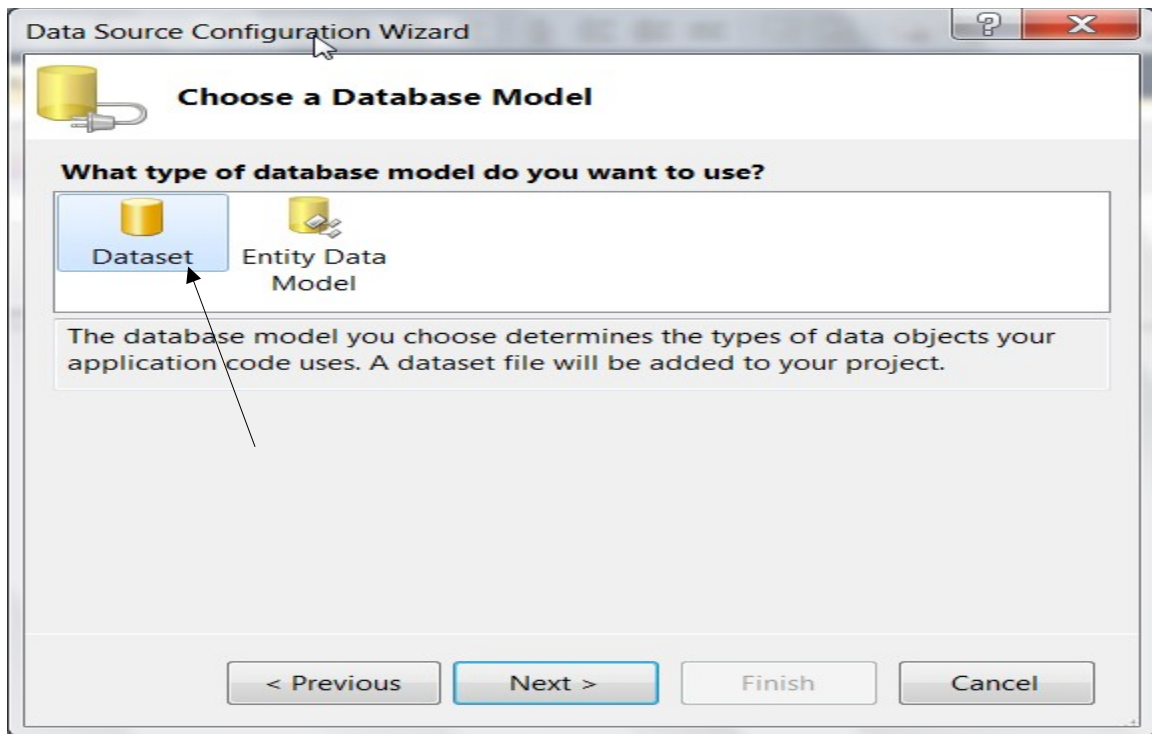 Data Source Configuration Wizard
?
X
Choose a Database Model
What type of database model do you want to use?
Dataset
Entity Data
Model
The database model you choose determines the types of data objects your
application code uses. A dataset file will be added to your project.
< Previous
Next >
Finish
Cancel